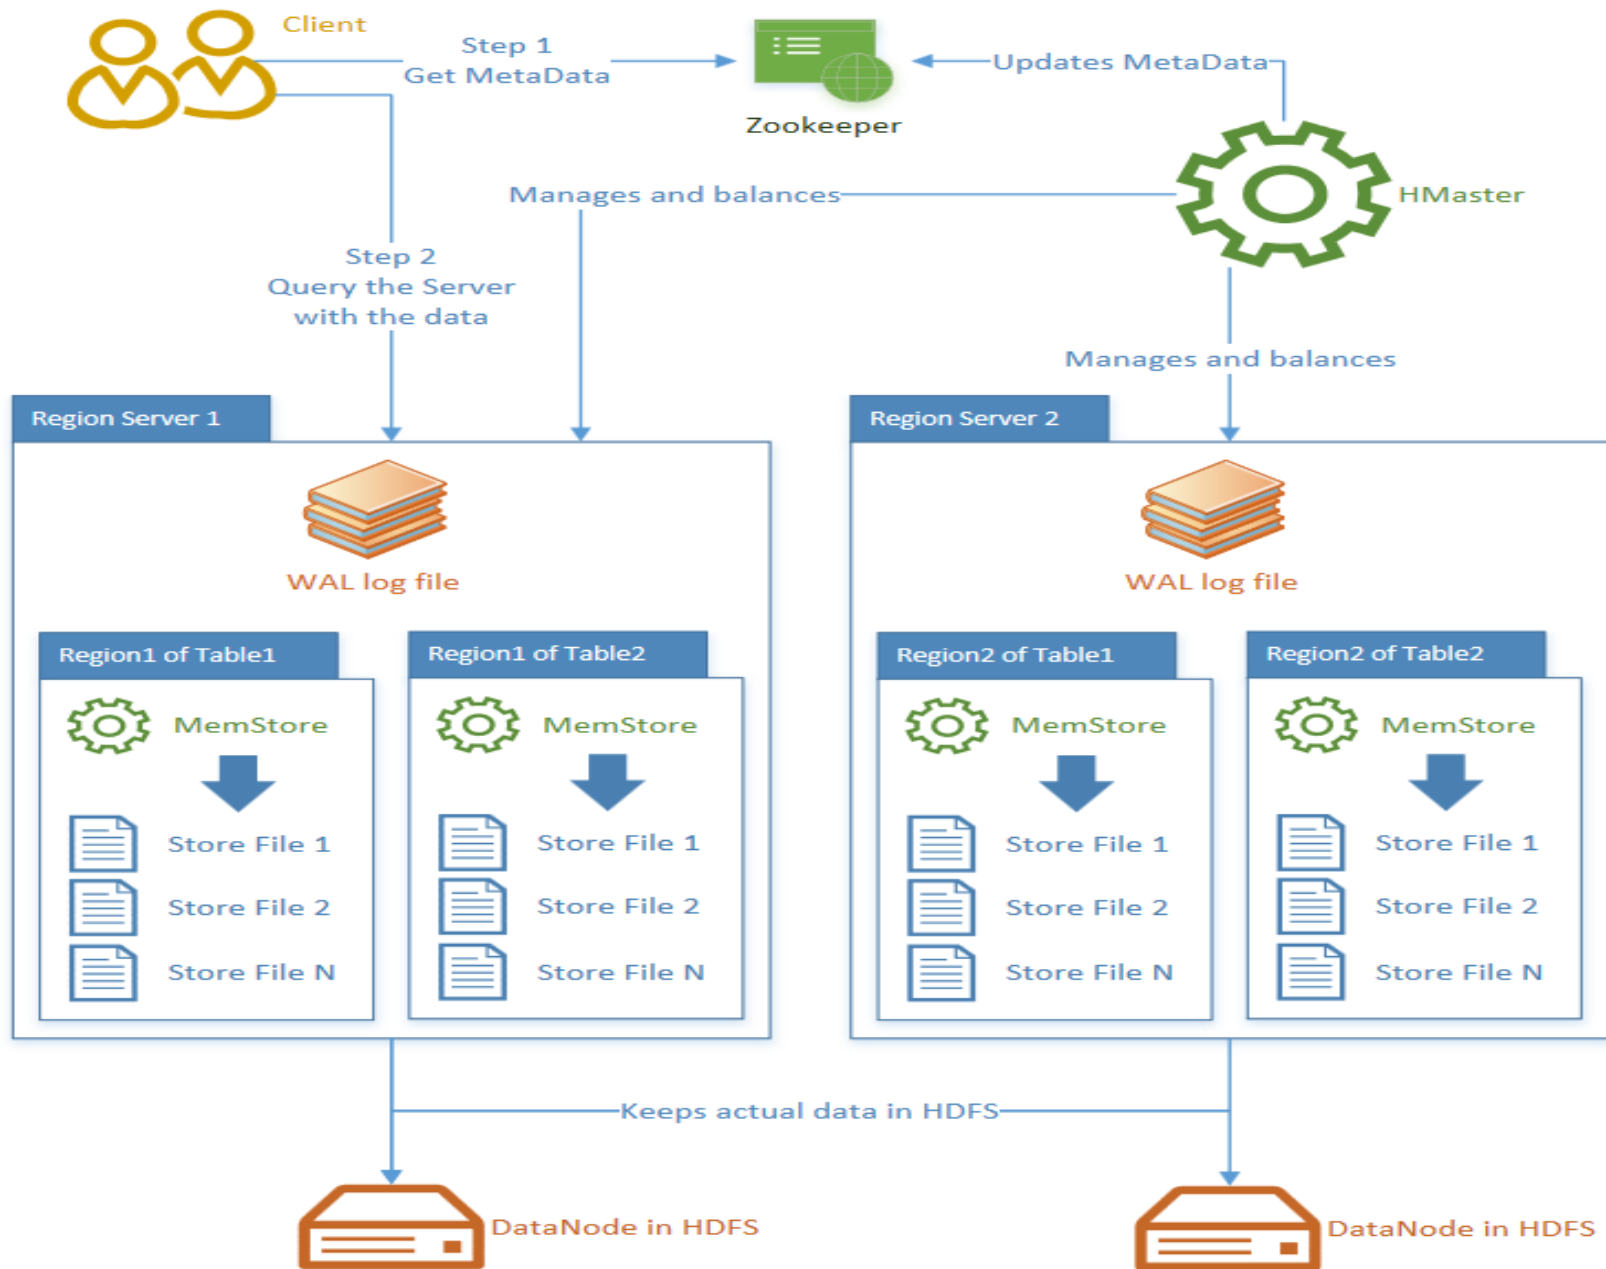 Client
Step 1
Get MetaData
Updates MetaData
Zookeeper
Manages and balances
HMaster
Step 2
Query the Server
with the data
Manages and balances
Region Server 1
Region Server 2
WAL log file
WAL log file
Region1 of Table1
Region1 of Table2
Region2 of Table1
Region2 of Table2
MemStore
MemStore
MemStore
MemStore
Store File 1
Store File 1
Store File 1
Store File 1
Store File 2
Store File 2
Store File 2
Store File 2
Store File N
Store File N
Store File N
Store File N
Keeps actual data in HDFS
DataNode in HDFS
DataNode in HDFS